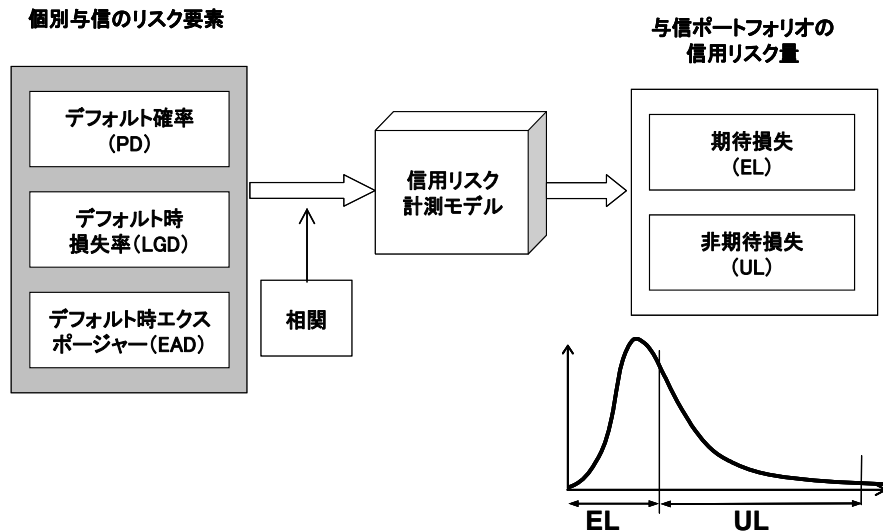 個別与信のリスク要素
デフォルト確率
(PD)
デフォルト時
損失率(LGD)
デフォルト時エクス
ポージャー(EAD)
相関
信用リスク
計測モデル
与信ポートフォリオの
信用リスク量
期待損失
(EL)
非期待損失
(UL)
EL
UL